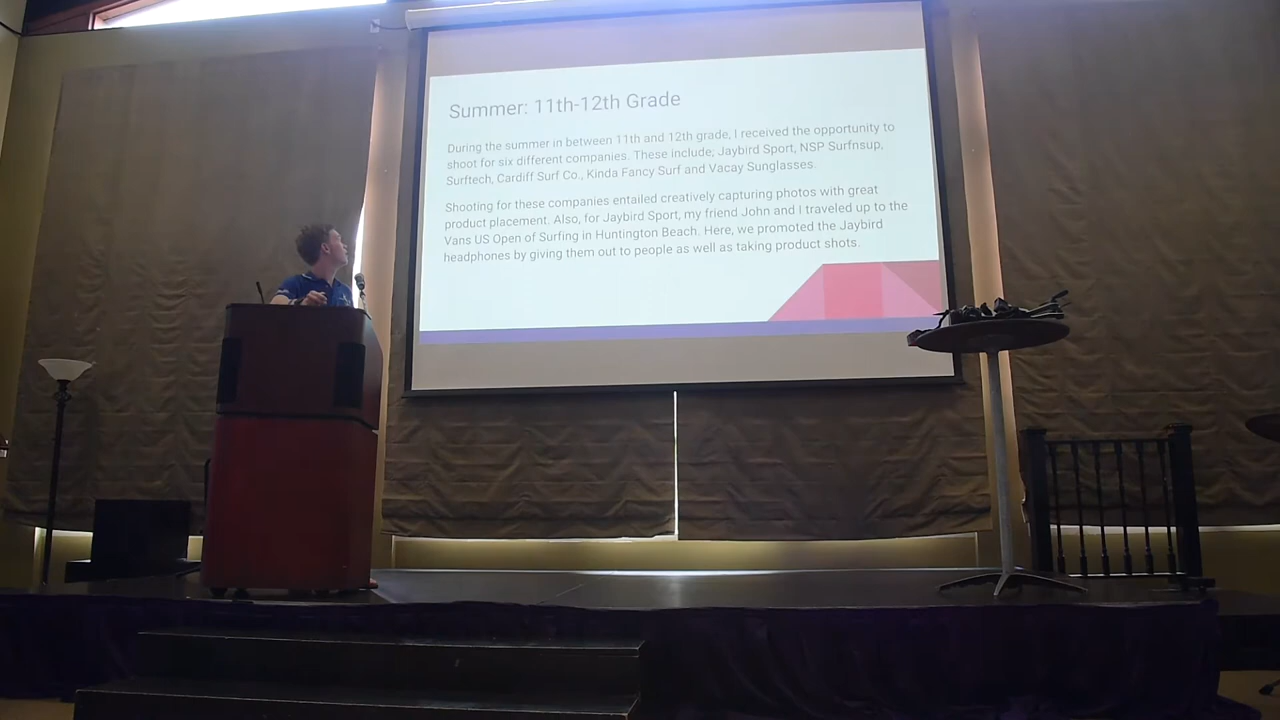 Summer: 11th-12th Grade
During the summer in between 11th and 12th grade, I received the opportunity to
shoot for six different companies. These include, Jaybird Sport, NSP Surfnsup,
Surftech, Cardiff Surf Co., Kinda Fancy Surf and Vacay Sunglasses.
Shooting for these companies entailed creatively capturing photos with great
product placement. Also, for Jaybird Sport, my friend John and I traveled up to the
Vans US Open of Surfing in Huntington Beach. Here, we promoted the Jaybird
headphones by giving them out to people as well as taking product shots.